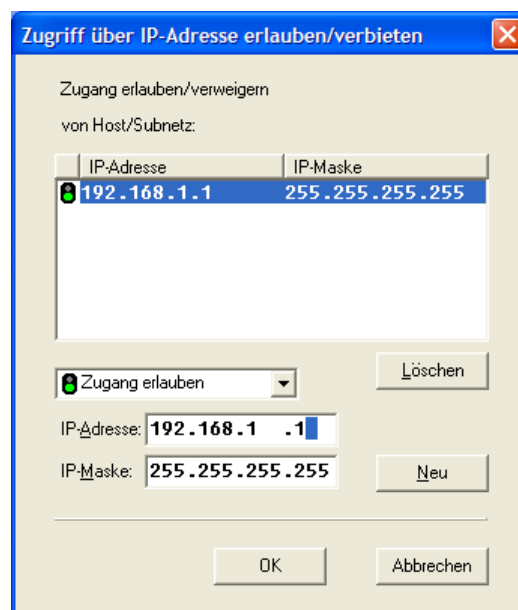 Zugriff über IP-Adresse erlauben/verbieten
Zugang erlauben/verweigern
von Host/Subnetz:
IP-Adresse IP-Maske
192.168.1.1 255.255.255.255
Löschen
Zugang erlauben
IP-Adresse: 192.168.1 .1
IP-Maske: 255.255.255.255
Neu
OK Abbrechen